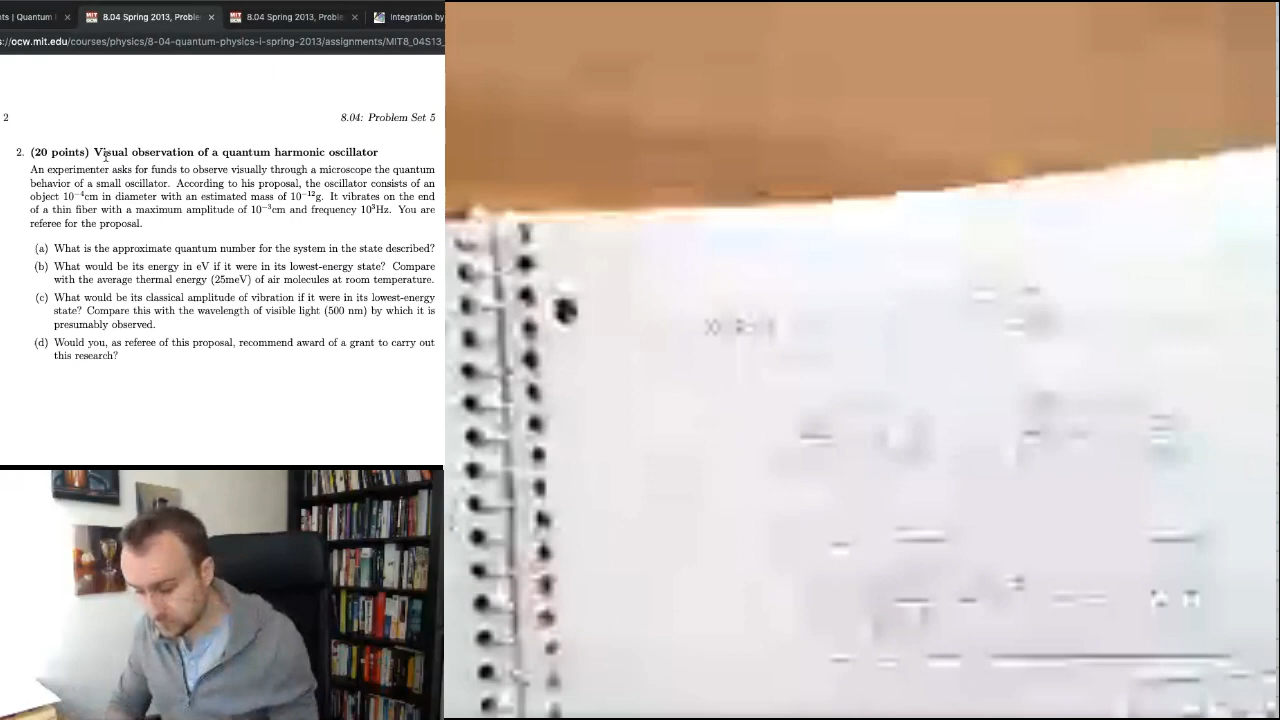 ts | Quantum
8.04 Spring 2013, Proble
8.04 Spring 2013, Proble
Integration by
://ocw.mit.edu/courses/physics/8-04-quantum-physics-i-spring-2013/assignments/MIT8_04S13_
2
8.04: Problem Set 5
2. (20 points) Visual observation of a quantum harmonic oscillator
An experimenter asks for funds to observe visually through a microscope the quantum
behavior of a small oscillator. According to his proposal, the oscillator consists of an
object 10⁻⁴cm in diameter with an estimated mass of 10⁻¹²g. It vibrates on the end
of a thin fiber with a maximum amplitude of 10⁻³cm and frequency 10³Hz. You are
referee for the proposal.
(a) What is the approximate quantum number for the system in the state described?
(b) What would be its energy in eV if it were in its lowest-energy state? Compare
with the average thermal energy (25meV) of air molecules at room temperature.
(c) What would be its classical amplitude of vibration if it were in its lowest-energy
state? Compare this with the wavelength of visible light (500 nm) by which it is
presumably observed.
(d) Would you, as referee of this proposal, recommend award of a grant to carry out
this research?